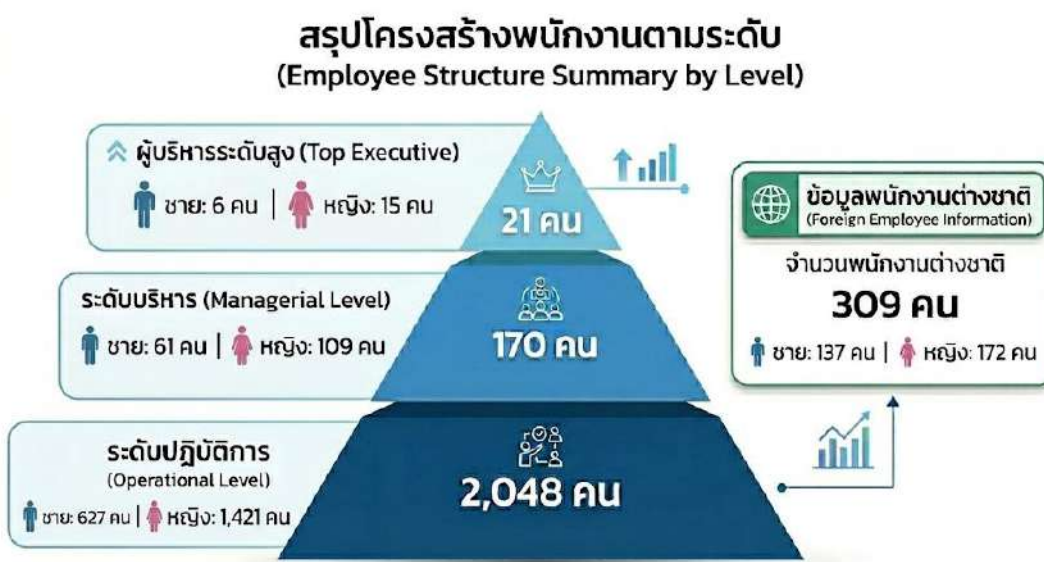 สรุปโครงสร้างพนักงานตามระดับ
(Employee Structure Summary by Level)
ผู้บริหารระดับสูง (Top Executive)
ชาย: 6 คน | หญิง: 15 คน
21 คน
ระดับบริหาร (Managerial Level)
ชาย: 61 คน | หญิง: 109 คน
170 คน
ระดับปฏิบัติการ
(Operational Level)
ชาย: 627 คน | หญิง: 1,421 คน
2,048 คน
ข้อมูลพนักงานต่างชาติ
(Foreign Employee Information)
จำนวนพนักงานต่างชาติ
309 คน
ชาย: 137 คน | หญิง: 172 คน